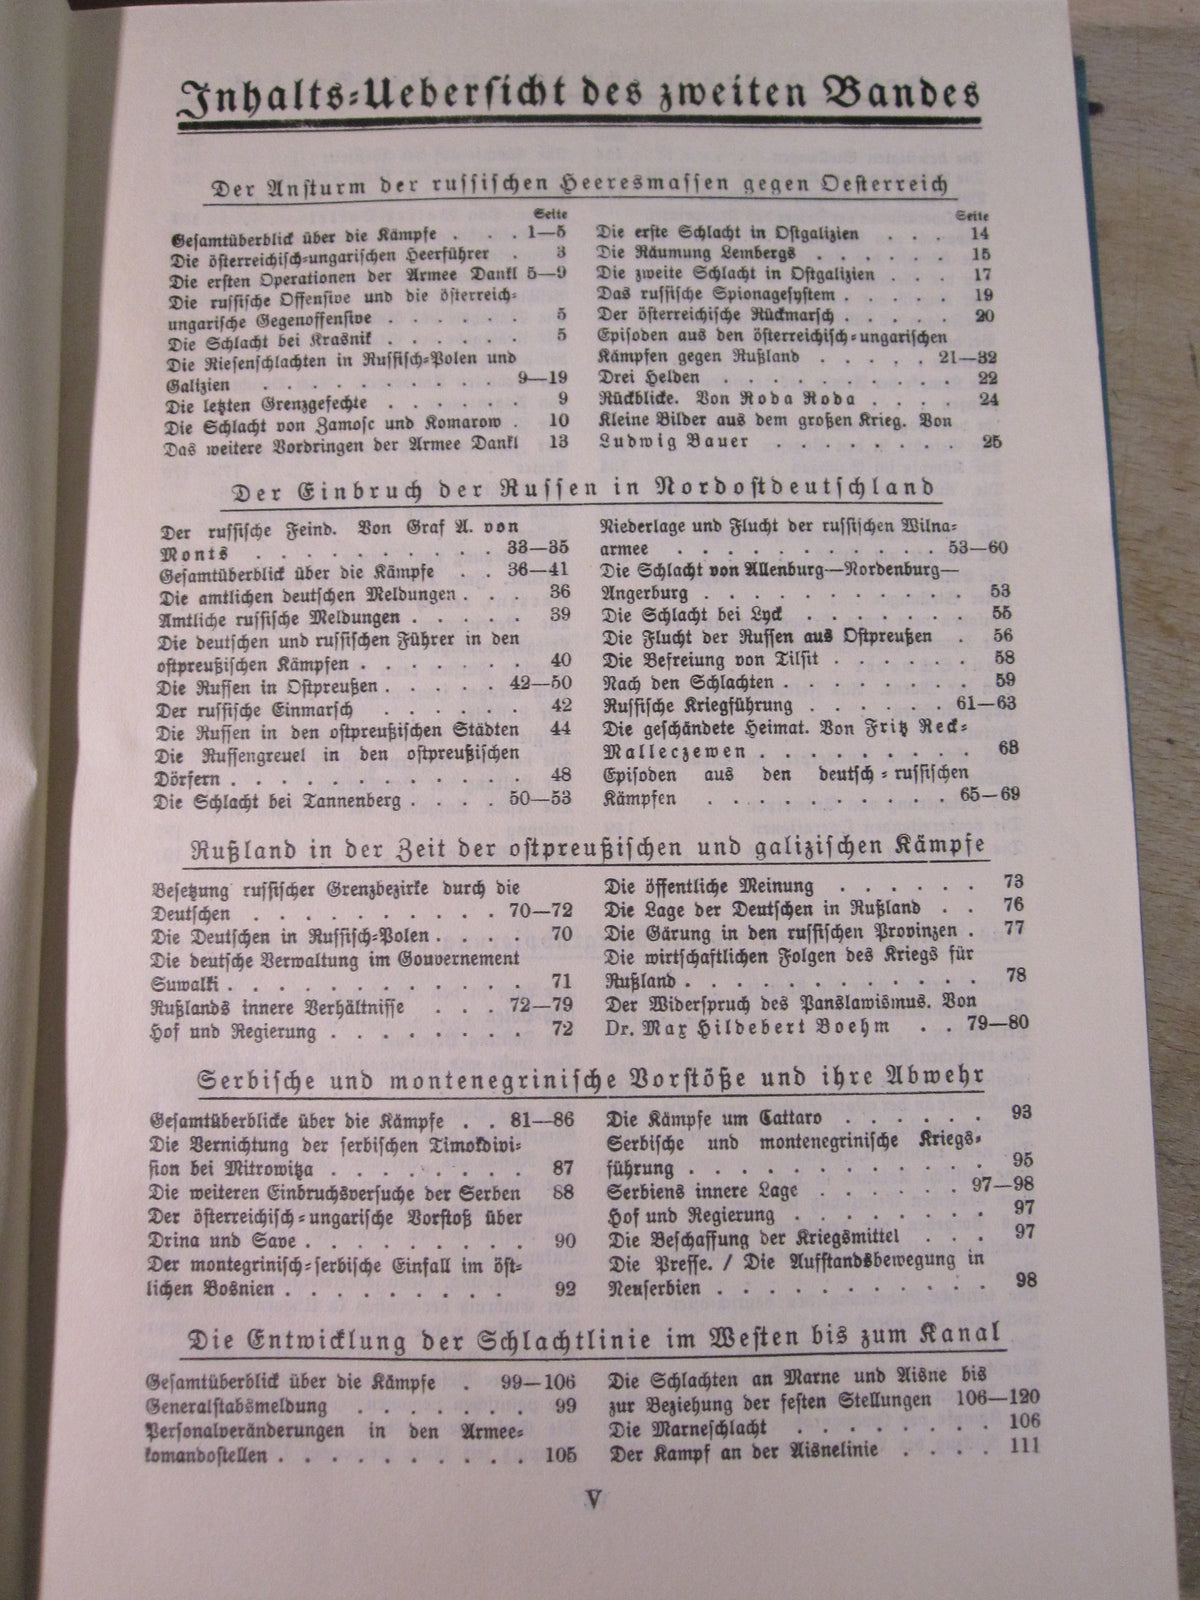 Inhalts-Uebersicht des zweiten Bandes
Der Ansturm der russischen Heeresmassen gegen Oesterreich
Seite
Gesamtüberblick über die Kämpfe . . . 1—5
Die österreichisch-ungarischen Heerführer . 3
Die ersten Operationen der Armee Dankl 5—9
Die russische Offensive und die österreich-
ungarische Gegenoffensive . . . . . . 5
Die Schlacht bei Krasnik . . . . . . 5
Die Riesenschlachten in Russisch-Polen und
Galizien . . . . . . . . . . 9—19
Die letzten Grenzgefechte . . . . . . 9
Die Schlacht von Zamosc und Komarow . 10
Das weitere Vordringen der Armee Dankl 13
Seite
Die erste Schlacht in Ostgalizien . . . 14
Die Räumung Lembergs . . . . . . 15
Die zweite Schlacht in Ostgalizien . . . 17
Das russische Spionagesystem . . . . . 19
Der österreichische Rückmarsch . . . . . 20
Episoden aus den österreichisch-ungarischen
Kämpfen gegen Rußland . . . . . 21—32
Drei Helden . . . . . . . . . . 22
Rückblicke. Von Roda Roda . . . . 24
Kleine Bilder aus dem großen Krieg. Von
Ludwig Bauer . . . . . . . . 25
Der Einbruch der Russen in Nordostdeutschland
Der russische Feind. Von Graf A. von
Monts . . . . . . . . . . 33—35
Gesamtüberblick über die Kämpfe . . 36—41
Die amtlichen deutschen Meldungen . . . 36
Amtliche russische Meldungen . . . . . 39
Die deutschen und russischen Führer in den
ostpreußischen Kämpfen . . . . . . . 40
Die Russen in Ostpreußen . . . . . 42—50
Der russische Einmarsch . . . . . . 42
Die Russen in den ostpreußischen Städten 44
Die Russengreuel in den ostpreußischen
Dörfern . . . . . . . . . . . . 48
Die Schlacht bei Tannenberg . . . . 50—53
Niederlage und Flucht der russischen Wilna-
armee . . . . . . . . . . . 53—60
Die Schlacht von Allenburg—Nordenburg—
Angerburg . . . . . . . . . . . 53
Die Schlacht bei Lyck . . . . . . . 55
Die Flucht der Russen aus Ostpreußen . 56
Die Befreiung von Tilsit . . . . . . 58
Nach den Schlachten . . . . . . . . 59
Russische Kriegführung . . . . . . 61—63
Die geschändete Heimat. Von Fritz Reck-
Malleczewen . . . . . . . . . 63
Episoden aus den deutsch-russischen
Kämpfen . . . . . . . . . . 65—69
Rußland in der Zeit der ostpreußischen und galizischen Kämpfe
Besetzung russischer Grenzbezirke durch die
Deutschen . . . . . . . . . . 70—72
Die Deutschen in Russisch-Polen . . . . 70
Die deutsche Verwaltung im Gouvernement
Suwalki . . . . . . . . . . . . 71
Rußlands innere Verhältnisse . . . 72—79
Hof und Regierung . . . . . . . . 72
Die öffentliche Meinung . . . . . . 73
Die Lage der Deutschen in Rußland . . 76
Die Gärung in den russischen Provinzen . 77
Die wirtschaftlichen Folgen des Kriegs für
Rußland . . . . . . . . . . . . 78
Der Widerspruch des Panslawismus. Von
Dr. Max Hildebert Boehm . . 79—80
Serbische und montenegrinische Vorstöße und ihre Abwehr
Gesamtüberblicke über die Kämpfe . . 81—86
Die Vernichtung der serbischen Timokdivi-
sion bei Mitrowitza . . . . . . . . 87
Die weiteren Einbruchsversuche der Serben 88
Der österreichisch-ungarische Vorstoß über
Drina und Save . . . . . . . . . 90
Der montegrinisch-serbische Einfall im öst-
lichen Bosnien . . . . . . . . . 92
Die Kämpfe um Cattaro . . . . . . 93
Serbische und montenegrinische Kriegs-
führung . . . . . . . . . . . . 95
Serbiens innere Lage . . . . . . 97—98
Hof und Regierung . . . . . . . . 97
Die Beschaffung der Kriegsmittel . . . 97
Die Presse. / Die Aufstandsbewegung in
Neuserbien . . . . . . . . . . . 98
Die Entwicklung der Schlachtlinie im Westen bis zum Kanal
Gesamtüberblick über die Kämpfe . 99—106
Generalstabsmeldung . . . . . . . 99
Personalveränderungen in den Armee-
komandostellen . . . . . . . . . . 105
Die Schlachten an Marne und Aisne bis
zur Beziehung der festen Stellungen 106—120
Die Marneschlacht . . . . . . . . 106
Der Kampf an der Aisnelinie . . . . 111
V